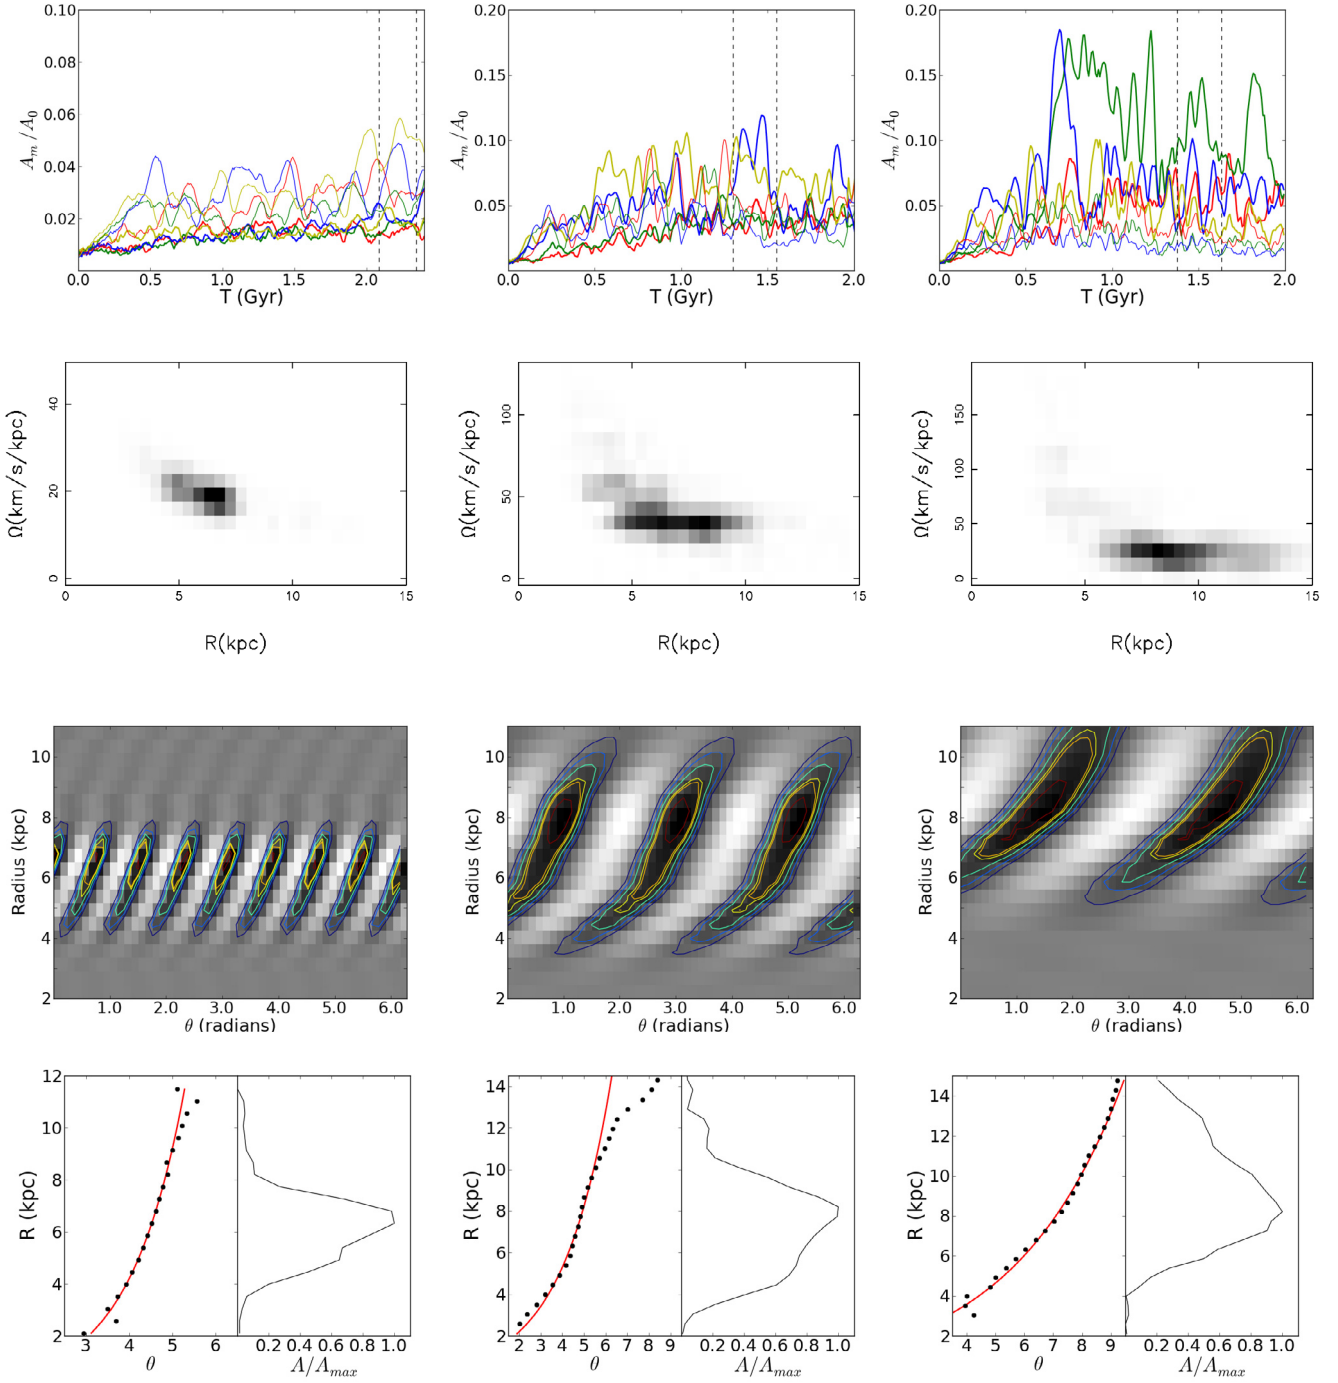 0.10
0.08
0.06
0.04
0.02
A_m/A_0
0.0 0.5 1.0 1.5 2.0
T (Gyr)
0.20
0.15
0.10
0.05
A_m/A_0
0.0 0.5 1.0 1.5 2.0
T (Gyr)
0.20
0.15
0.10
0.05
A_m/A_0
0.0 0.5 1.0 1.5 2.0
T (Gyr)
40
20
0
Ω(km/s/kpc)
0 5 10 15
R(kpc)
100
50
0
Ω(km/s/kpc)
0 5 10 15
R(kpc)
150
100
50
0
Ω(km/s/kpc)
0 5 10 15
R(kpc)
10
8
6
4
2
Radius (kpc)
1.0 2.0 3.0 4.0 5.0 6.0
θ (radians)
10
8
6
4
2
Radius (kpc)
1.0 2.0 3.0 4.0 5.0 6.0
θ (radians)
10
8
6
4
2
Radius (kpc)
1.0 2.0 3.0 4.0 5.0 6.0
θ (radians)
12
10
8
6
4
2
R (kpc)
3 4 5 6 0.2 0.4 0.6 0.8 1.0
θ A/A_max
14
12
10
8
6
4
2
R (kpc)
2 3 4 5 6 7 8 9 0.2 0.4 0.6 0.8 1.0
θ A/A_max
14
12
10
8
6
4
2
R (kpc)
4 5 6 7 8 9 0.2 0.4 0.6 0.8 1.0
θ A/A_max